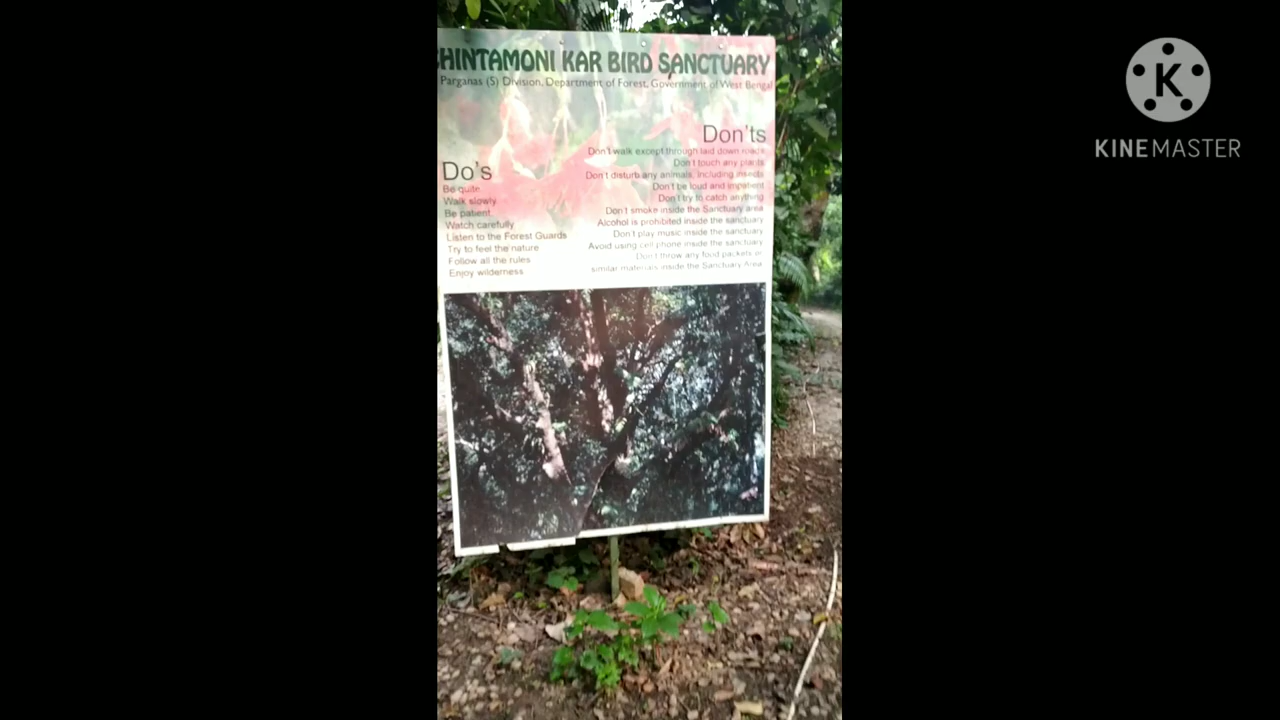 HINTAMONI KAR BIRD SANCTUARY
Parganas (S) Division, Department of Forest, Government of West Bengal
Do's
Be quite
Walk slowly
Be patient
Watch carefully
Listen to the Forest Guards
Try to feel the nature
Follow all the rules
Enjoy wilderness
Don'ts
Don't walk except through laid down roads
Don't touch any plants
Don't disturb any animals, including insects
Don't be loud and impatient
Don't try to catch anything
Don't smoke inside the Sanctuary area
Alcohol is prohibited inside the sanctuary
Don't play music inside the sanctuary
Avoid using cell phone inside the sanctuary
Don't throw any food packets or
similar materials inside the Sanctuary Area
K
KINEMASTER